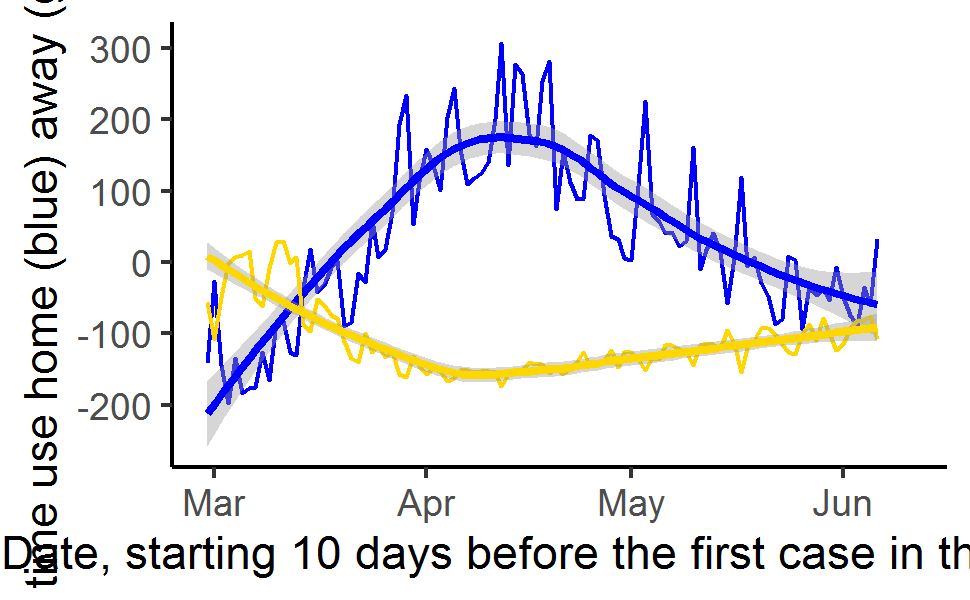 time use home (blue) away (
300
200
100
0
-100
-200
Mar Apr May Jun
Date, starting 10 days before the first case in th